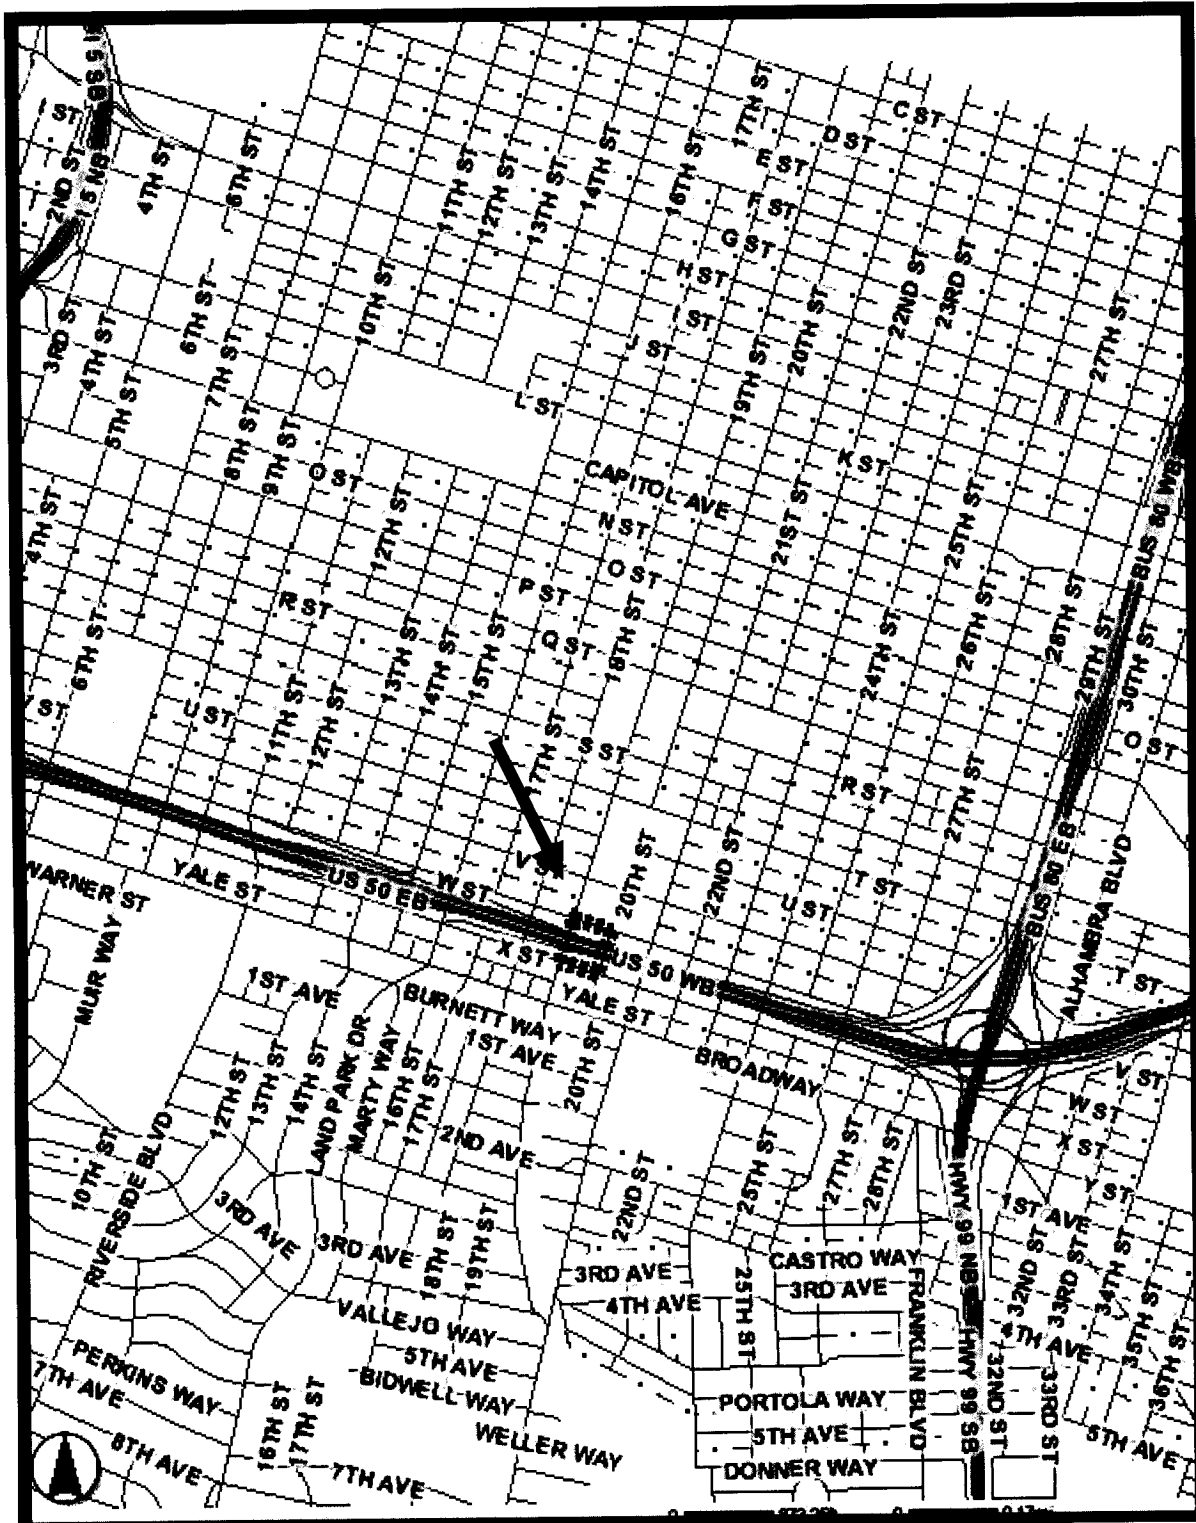 I ST
2ND ST
4TH ST
6TH ST
11TH ST
12TH ST
13TH ST
14TH ST
16TH ST
17TH ST
C ST
D ST
E ST
F ST
G ST
H ST
I ST
J ST
3RD ST
4TH ST
5TH ST
6TH ST
7TH ST
8TH ST
9TH ST
10TH ST
L ST
19TH ST
20TH ST
22ND ST
23RD ST
27TH ST
O ST
CAPITOL AVE
K ST
BUS 80 WB
4TH ST
12TH ST
N ST
21ST ST
25TH ST
O ST
P ST
R ST
Q ST
18TH ST
6TH ST
13TH ST
14TH ST
15TH ST
24TH ST
26TH ST
28TH ST
29TH ST
30TH ST
U ST
11TH ST
12TH ST
17TH ST
S ST
O ST
R ST
27TH ST
V ST
20TH ST
22ND ST
T ST
U ST
BUS 80 EB
ALHAMBRA BLVD
WARNER ST
YALE ST
US 50 EB
W ST
X ST
US 50 WB
YALE ST
T ST
MUIR WAY
1ST AVE
BURNETT WAY
1ST AVE
BROADWAY
V ST
W ST
X ST
Y ST
12TH ST
13TH ST
14TH ST
LAND PARK DR
MARTY WAY
16TH ST
17TH ST
20TH ST
2ND AVE
10TH ST
RIVERSIDE BLVD
3RD AVE
3RD AVE
18TH ST
19TH ST
22ND ST
25TH ST
27TH ST
28TH ST
HWY 99 NB
1ST AVE
CASTRO WAY
3RD AVE
3RD AVE
4TH AVE
25TH ST
FRANKLIN BLVD
32ND ST
33RD ST
34TH ST
35TH ST
36TH ST
4TH AVE
VALLEJO WAY
5TH AVE
BIDWELL WAY
WELLER WAY
PERKINS WAY
7TH AVE
8TH AVE
16TH ST
17TH ST
7TH AVE
PORTOLA WAY
5TH AVE
DONNER WAY
HWY 99 SB
32ND ST
33RD ST
5TH AVE